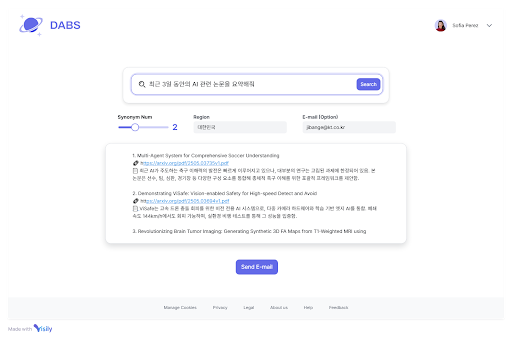 DABS
Sofia Perez
최근 3일 동안의 AI 관련 논문을 요약해줘
Search
Synonym Num
Region
E-mail (Option)
2
대한민국
jibange@kt.co.kr
1. Multi-Agent System for Comprehensive Soccer Understanding
https://arxiv.org/pdf/2505.03735v1.pdf
최근 AI가 주도하는 축구 이해력의 발전은 빠르게 이루어지고 있으나, 대부분의 연구는 고립된 과제에 한정되어 있음. 본
논문은 선수, 팀, 심판, 경기장 등 다양한 구성 요소를 통합해 총체적 축구 이해를 위한 포괄적 프레임워크를 제안함.
2. Demonstrating ViSafe: Vision-enabled Safety for High-speed Detect and Avoid
https://arxiv.org/pdf/2505.03694v1.pdf
ViSafe는 고속 드론 충돌 회피를 위한 비전 전용 AI 시스템으로, 다중 카메라 하드웨어와 학습 기반 엣지 AI를 통합. 폐쇄
속도 144km/h에서도 회피 가능하며, 실환경 비행 테스트를 통해 그 성능을 입증함.
3. Revolutionizing Brain Tumor Imaging: Generating Synthetic 3D FA Maps from T1-Weighted MRI using
Send E-mail
Manage Cookies
Privacy
Legal
About us
Help
Feedback
Made with Visily